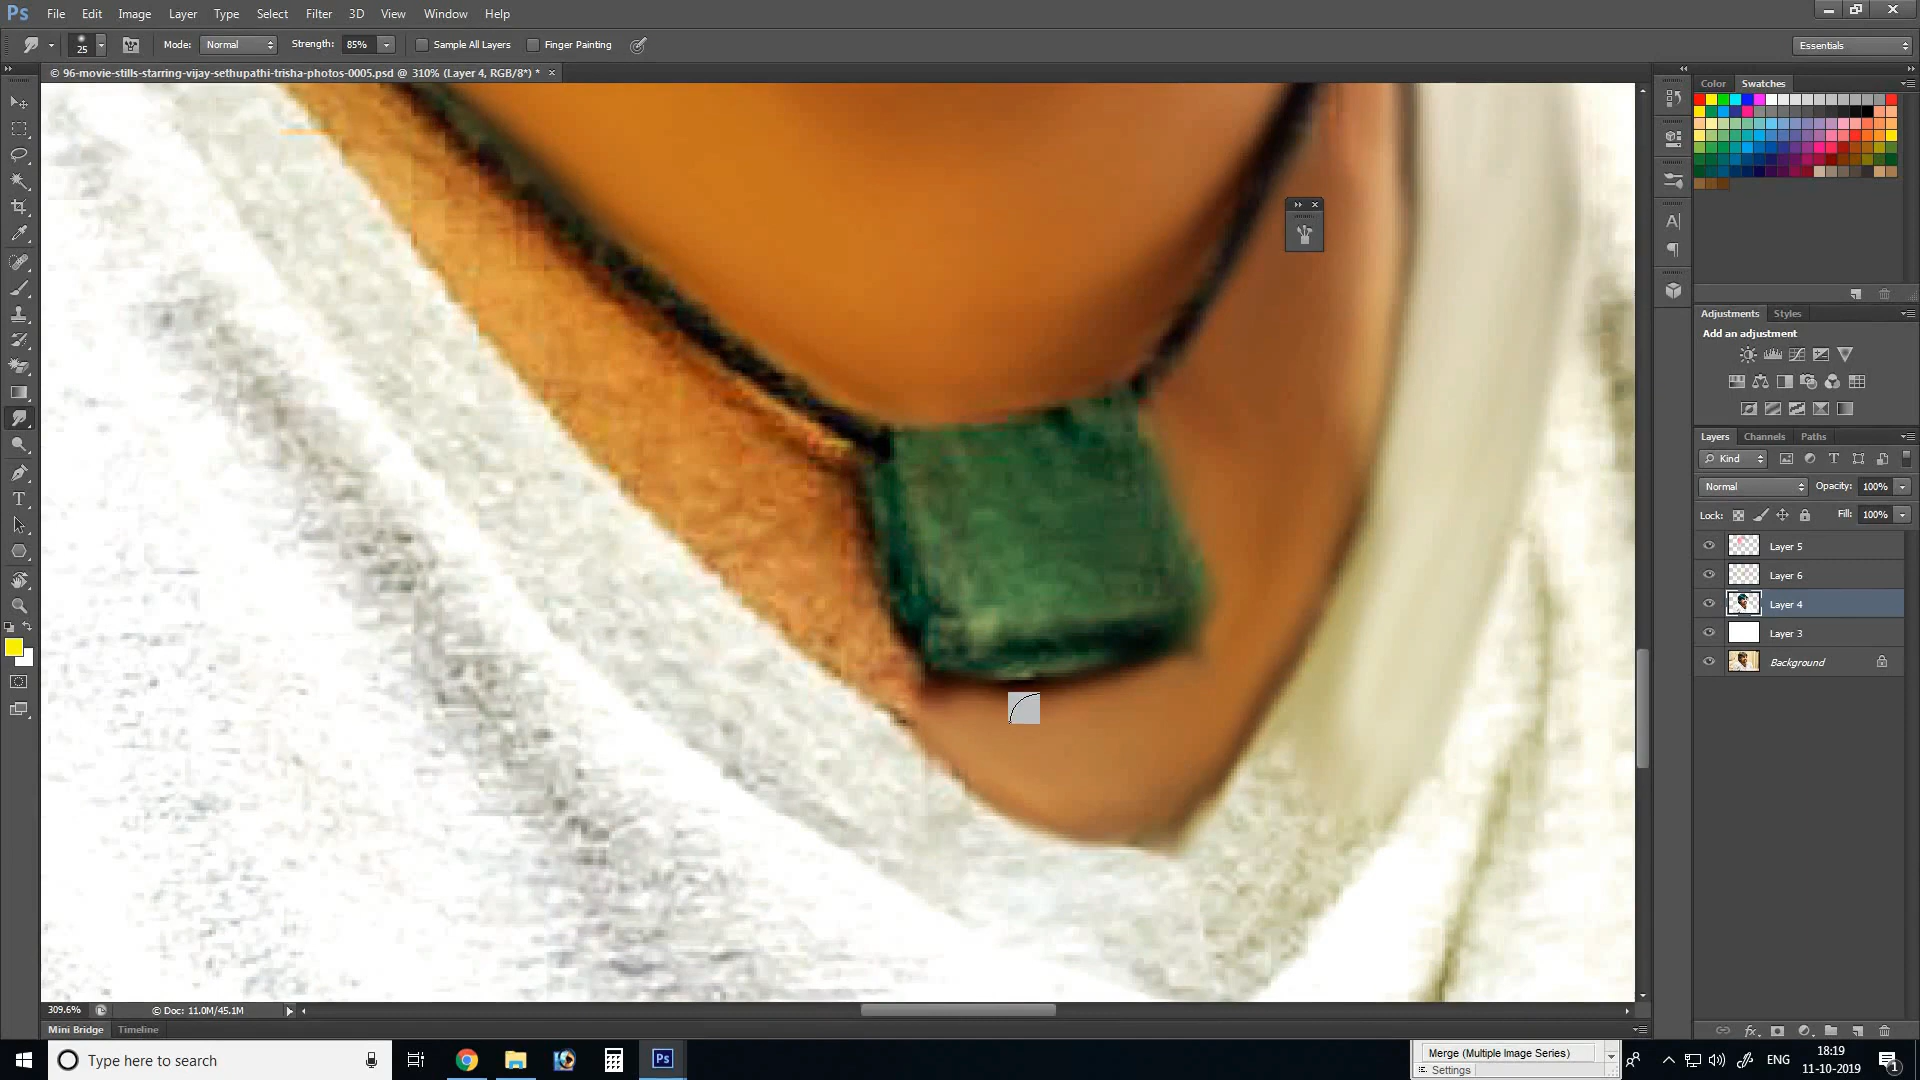 Ps File Edit Image Layer Type Select Filter 3D View Window Help
25 Mode: Normal Strength: 85% Sample All Layers Finger Painting Essentials
© 96-movie-stills-starring-vijay-sethupathi-trisha-photos-0005.psd @ 310% (Layer 4, RGB/8*) * ×
Color Swatches
Adjustments Styles
Add an adjustment
Layers Channels Paths
Kind
Normal Opacity: 100%
Lock: Fill: 100%
Layer 5
Layer 6
Layer 4
Layer 3
Background
309.6% © Doc: 11.0M/45.1M
Mini Bridge Timeline
Type here to search
Ps
Merge (Multiple Image Series)
Settings
ENG
18:19
11-10-2019
1